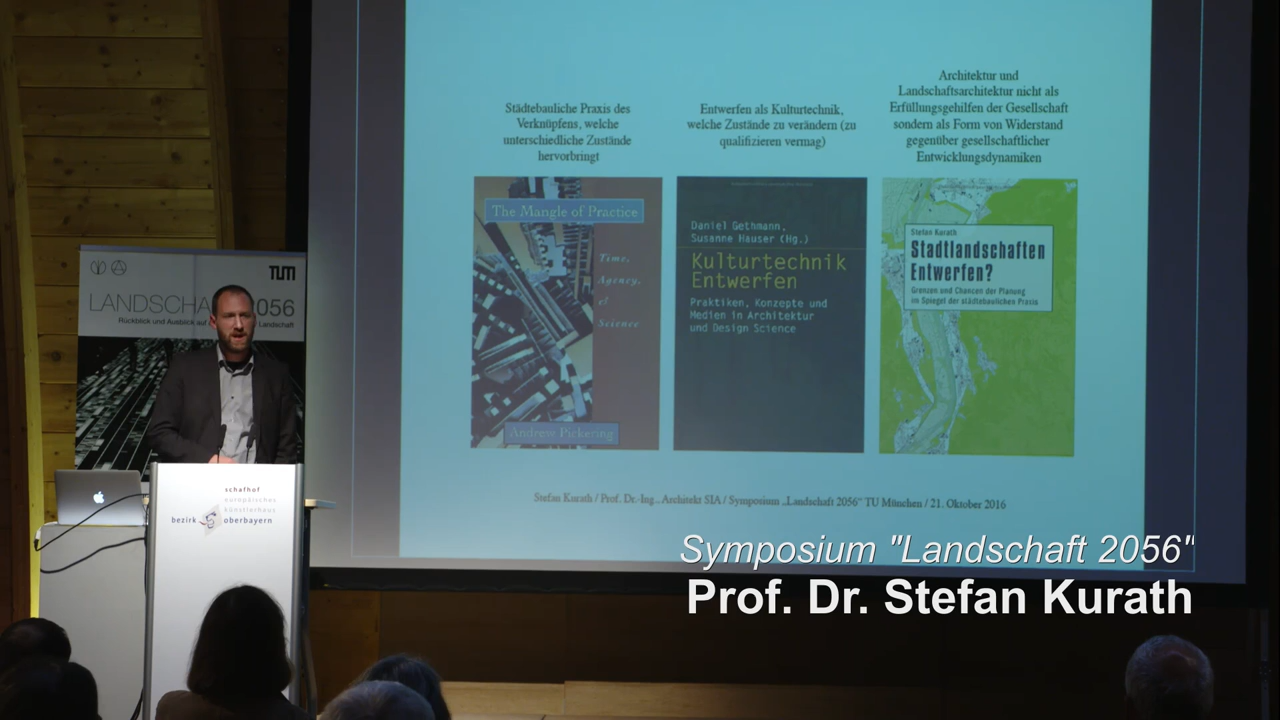 Städtebauliche Praxis des
Verknüpfens, welche
unterschiedliche Zustände
hervorbringt
Entwerfen als Kulturtechnik,
welche Zustände zu verändern (zu
qualifizieren vermag)
Architektur und
Landschaftsarchitektur nicht als
Erfüllungsgehilfen der Gesellschaft
sondern als Form von Widerstand
gegenüber gesellschaftlicher
Entwicklungsdynamiken
The Mangle of Practice
Time,
Agency,
&
Science
Andrew Pickering
Daniel Gethmann,
Susanne Hauser (Hg.)
Kulturtechnik
Entwerfen
Praktiken, Konzepte und
Medien in Architektur
und Design Science
Stefan Kurath
Stadtlandschaften
Entwerfen?
Grenzen und Chancen der Planung
im Spiegel der städtebaulichen Praxis
Stefan Kurath / Prof. Dr.-Ing., Architekt SIA / Symposium „Landschaft 2056" TU München / 21. Oktober 2016
TUM
LANDSCHA 2056
Rückblick und Ausblick auf Landschaft
schafhof
europäisches
künstlerhaus
bezirk oberbayern
Symposium "Landschaft 2056"
Prof. Dr. Stefan Kurath